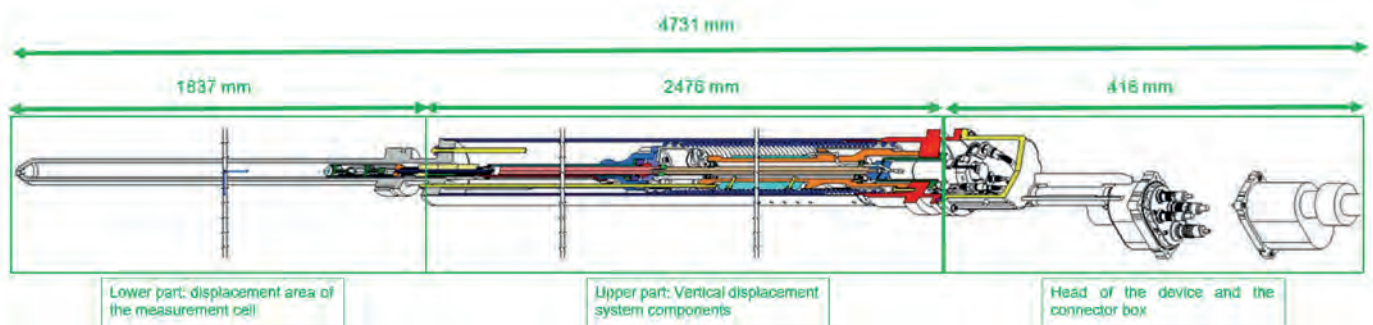 4731 mm
1837 mm
2476 mm
418 mm
Lower part: displacement area of
the measurement cell
Upper part: Vertical displacement
system components
Head of the device and the
connector box